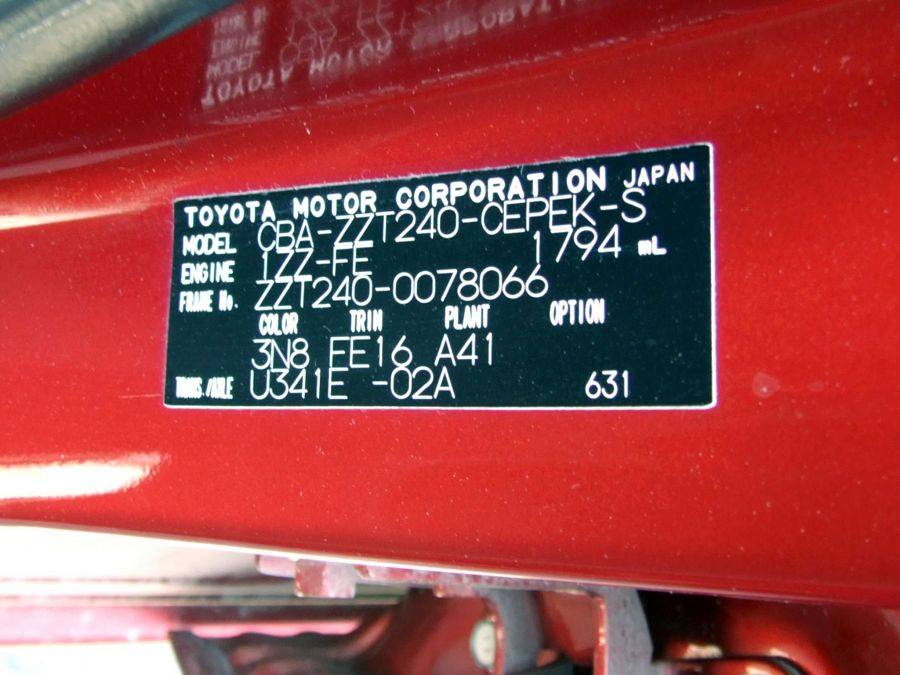 TOYOTA MOTOR CORPORATION JAPAN
MODEL CBA-ZZT240-CEPEK-S
ENGINE 1ZZ-FE 1794 mL
FRAME No. ZZT240-0078066
COLOR TRIM PLANT OPTION
3N8 FE16 A41
TRANS./AXLE U341E -02A 631